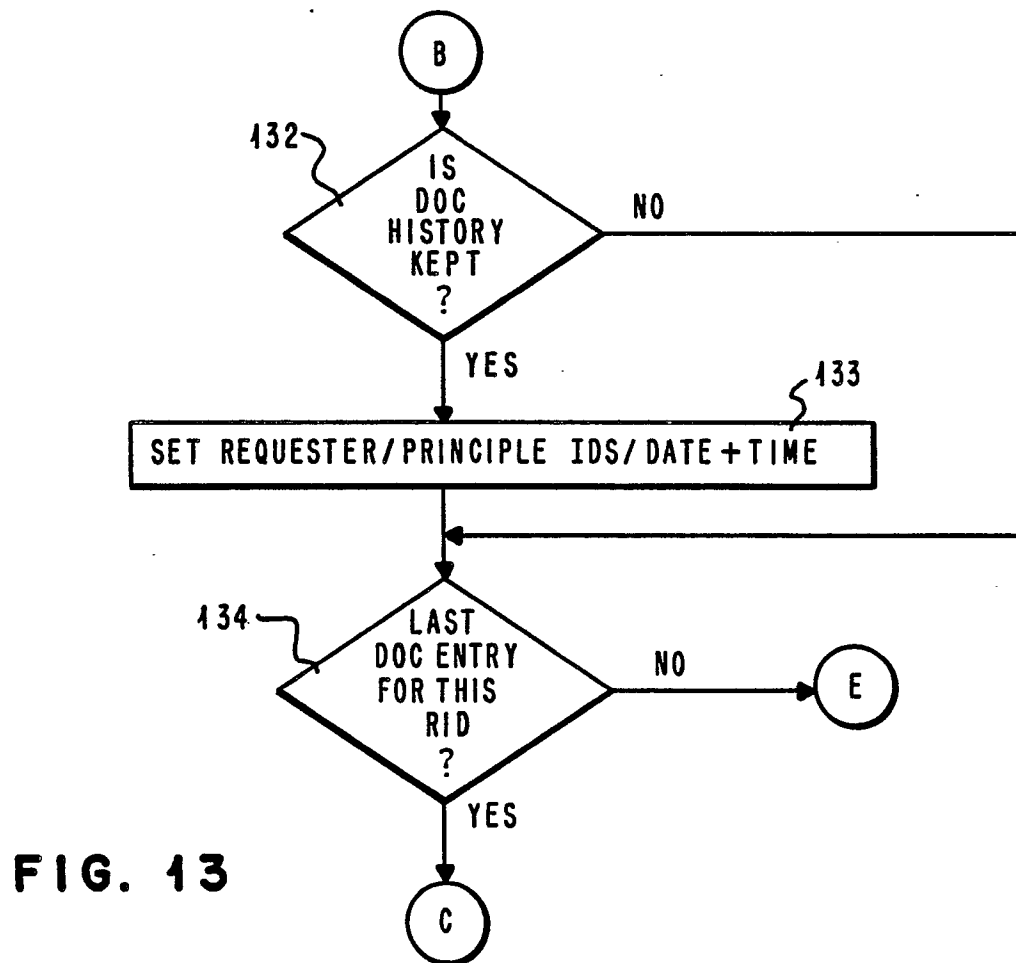 B
132
IS
DOC
HISTORY
KEPT
?
NO
YES
133
SET REQUESTER/PRINCIPLE IDS/DATE+TIME
134
LAST
DOC ENTRY
FOR THIS
RID
?
NO
E
YES
FIG. 13
C